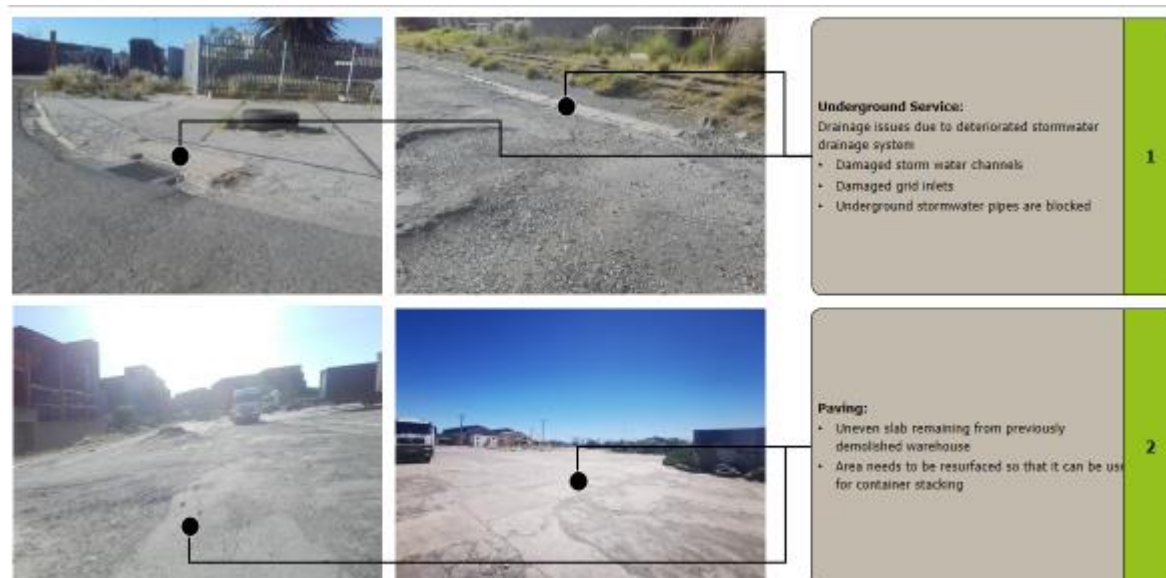 Underground Service:
Drainage issues due to deteriorated stormwater
drainage system
• Damaged storm water channels
• Damaged grid inlets
• Underground stormwater pipes are blocked
1
Paving:
• Uneven slab remaining from previously
demolished warehouse
• Area needs to be resurfaced so that it can be
for container stacking
2